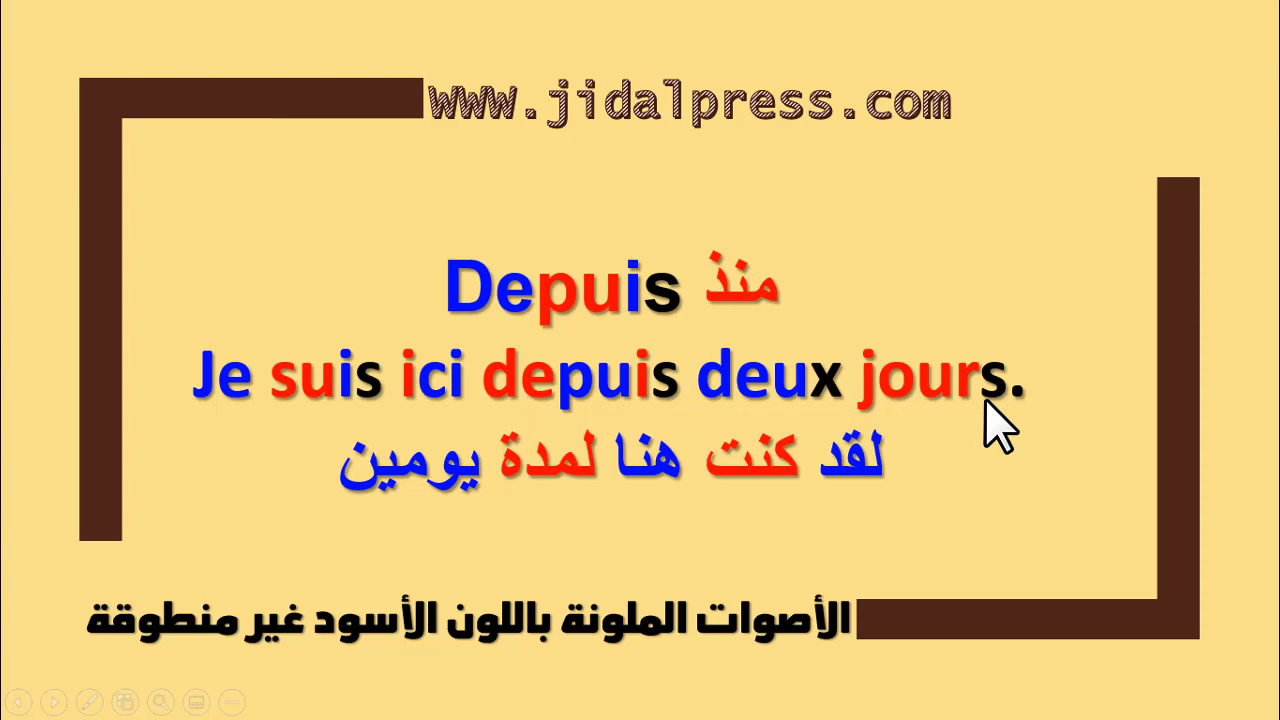 www.jidalpress.com
Depuis منذ
Je suis ici depuis deux jours.
لقد كنت هنا لمدة يومين
الأصوات الملونة باللون الأسود غير منطوقة